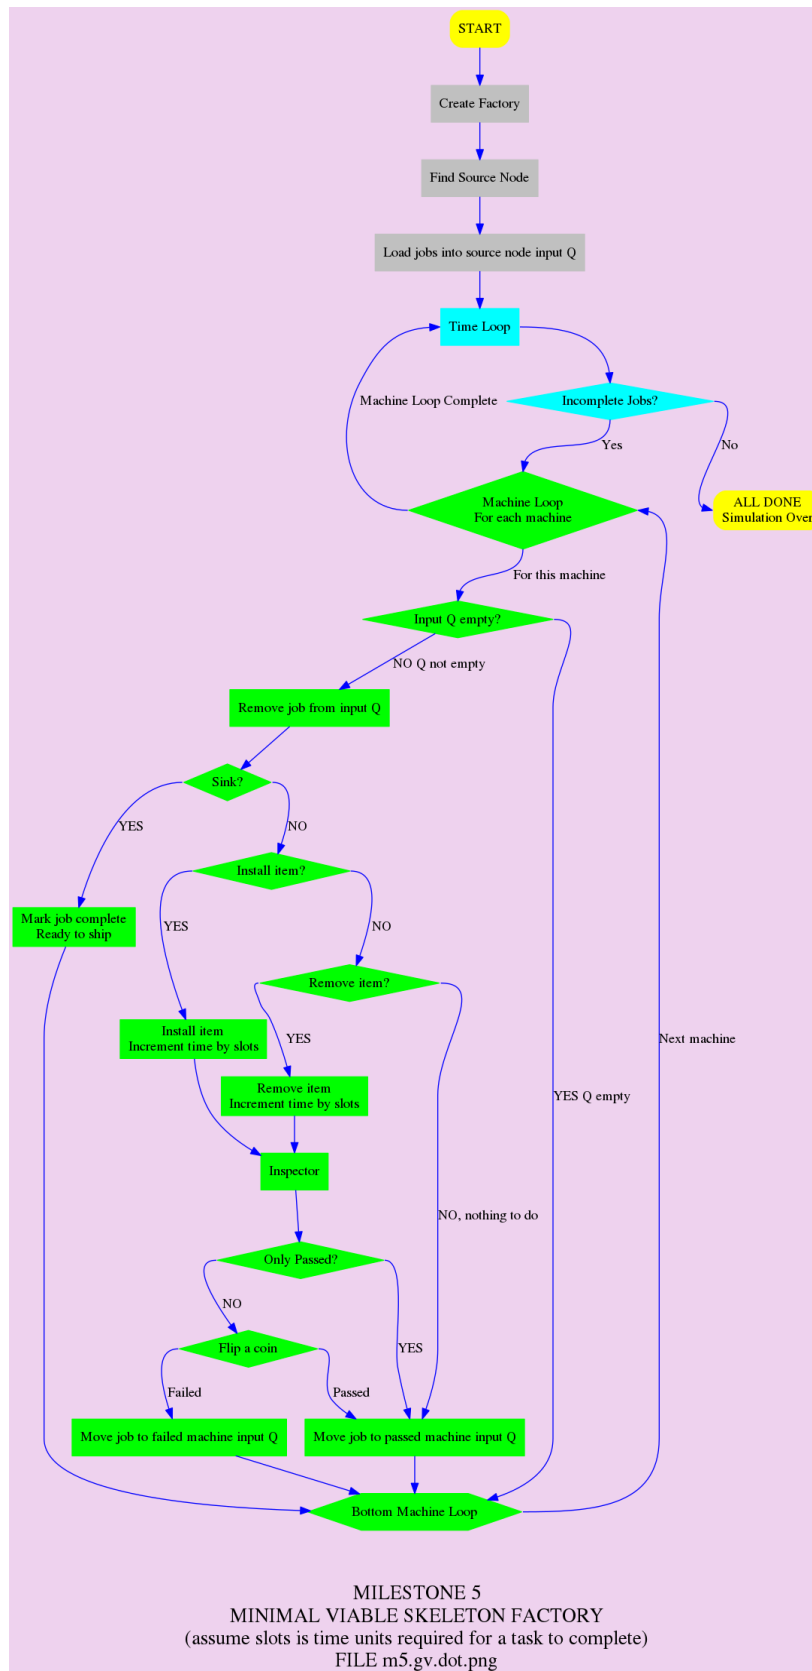 START
Create Factory
Find Source Node
Load jobs into source node input Q
Time Loop
Machine Loop Complete
Incomplete Jobs?
Yes
No
Machine Loop
For each machine
ALL DONE
Simulation Over
For this machine
Input Q empty?
NO Q not empty
Remove job from input Q
Sink?
YES
NO
Install item?
Mark job complete
Ready to ship
YES
NO
Remove item?
Install item
Increment time by slots
YES
Next machine
Remove item
Increment time by slots
YES Q empty
Inspector
NO, nothing to do
Only Passed?
NO
YES
Flip a coin
Failed
Passed
Move job to failed machine input Q
Move job to passed machine input Q
Bottom Machine Loop
MILESTONE 5
MINIMAL VIABLE SKELETON FACTORY
(assume slots is time units required for a task to complete)
FILE m5.gv.dot.png